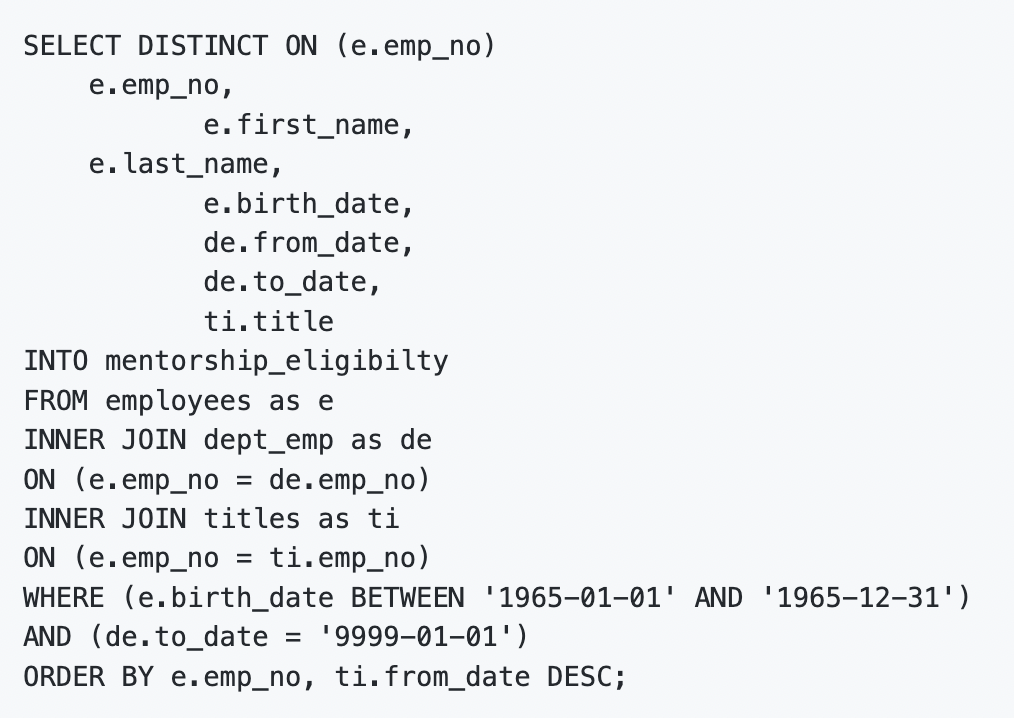 SELECT DISTINCT ON (e.emp_no)
    e.emp_no,
           e.first_name,
    e.last_name,
           e.birth_date,
           de.from_date,
           de.to_date,
           ti.title
INTO mentorship_eligibilty
FROM employees as e
INNER JOIN dept_emp as de
ON (e.emp_no = de.emp_no)
INNER JOIN titles as ti
ON (e.emp_no = ti.emp_no)
WHERE (e.birth_date BETWEEN '1965-01-01' AND '1965-12-31')
AND (de.to_date = '9999-01-01')
ORDER BY e.emp_no, ti.from_date DESC;